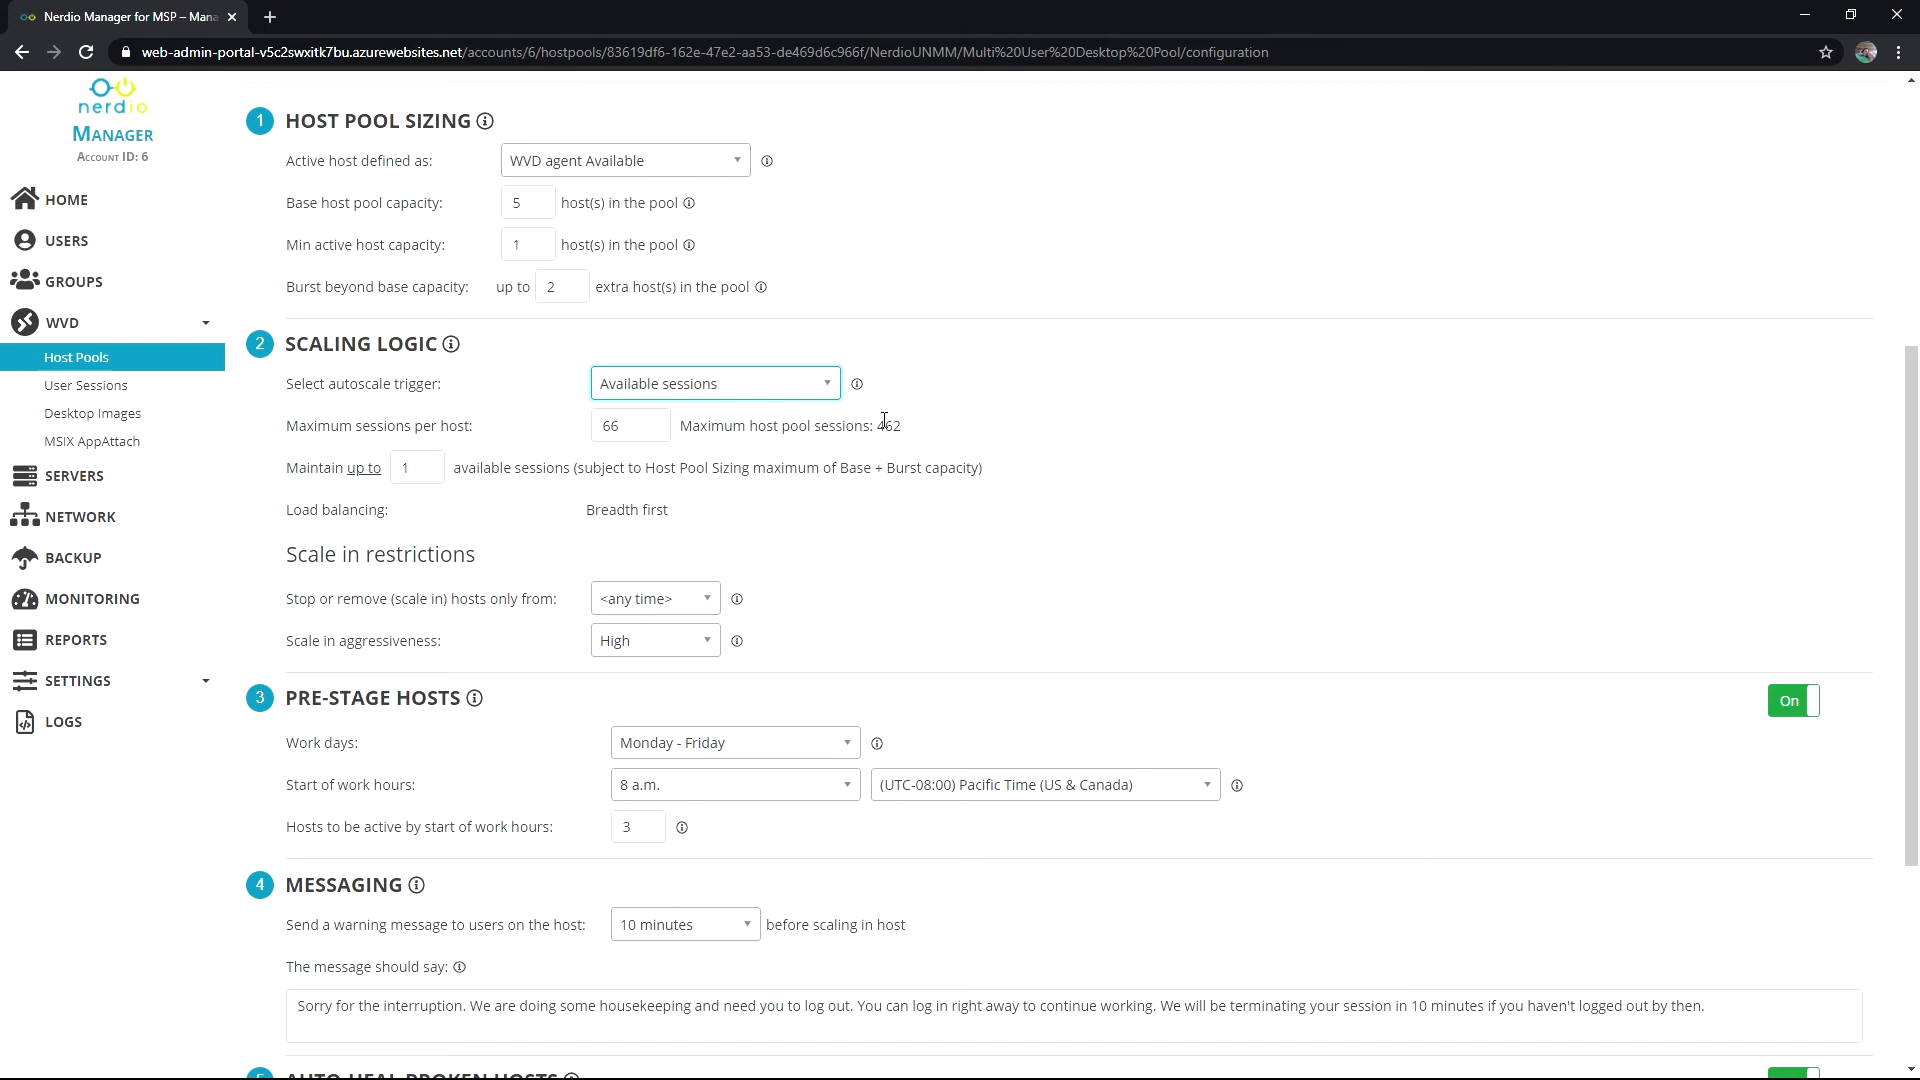 Nerdio Manager for MSP – Mana
web-admin-portal-v5c2swxitk7bu.azurewebsites.net/accounts/6/hostpools/83619df6-162e-47e2-aa53-de469d6c966f/NerdioUNMM/Multi%20User%20Desktop%20Pool/configuration
nerdio
MANAGER
ACCOUNT ID: 6
HOME
USERS
GROUPS
WVD
Host Pools
User Sessions
Desktop Images
MSIX AppAttach
SERVERS
NETWORK
BACKUP
MONITORING
REPORTS
SETTINGS
LOGS
1 HOST POOL SIZING
Active host defined as: WVD agent Available
Base host pool capacity: 5 host(s) in the pool
Min active host capacity: 1 host(s) in the pool
Burst beyond base capacity: up to 2 extra host(s) in the pool
2 SCALING LOGIC
Select autoscale trigger: Available sessions
Maximum sessions per host: 66 Maximum host pool sessions: 462
Maintain up to 1 available sessions (subject to Host Pool Sizing maximum of Base + Burst capacity)
Load balancing: Breadth first
Scale in restrictions
Stop or remove (scale in) hosts only from: <any time>
Scale in aggressiveness: High
3 PRE-STAGE HOSTS On
Work days: Monday - Friday
Start of work hours: 8 a.m. (UTC-08:00) Pacific Time (US & Canada)
Hosts to be active by start of work hours: 3
4 MESSAGING
Send a warning message to users on the host: 10 minutes before scaling in host
The message should say:
Sorry for the interruption. We are doing some housekeeping and need you to log out. You can log in right away to continue working. We will be terminating your session in 10 minutes if you haven't logged out by then.
5 AUTO-HEAL BROKEN HOSTS